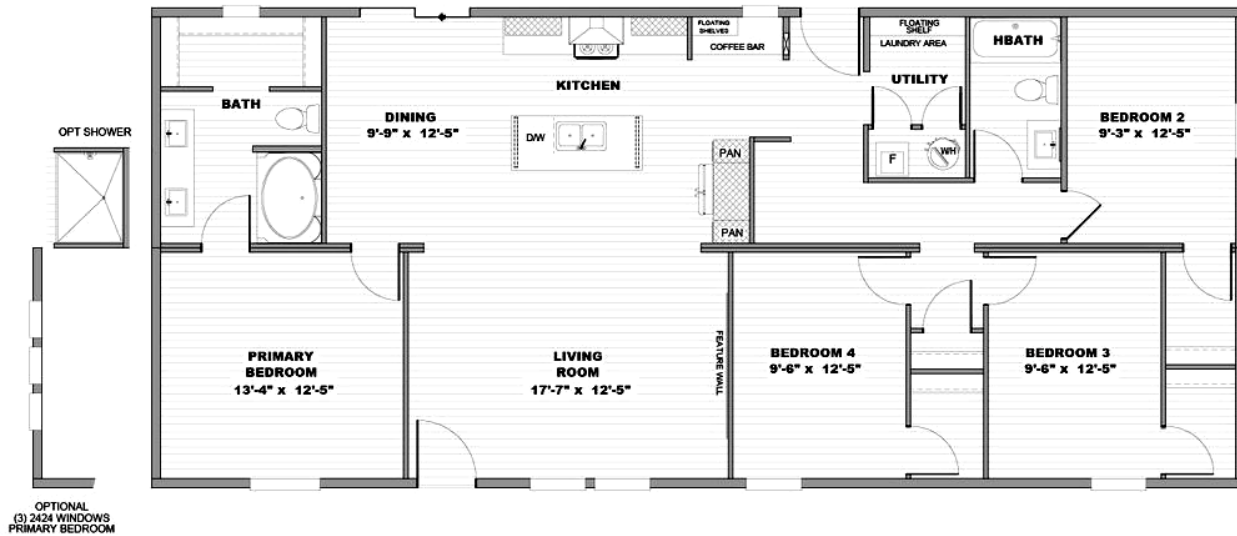 FLOATING
SHELVES
COFFEE BAR
FLOATING
SHELF
LAUNDRY AREA
HBATH
UTILITY
KITCHEN
BATH
DINING
9'-9" x 12'-5"
BEDROOM 2
9'-3" x 12'-5"
OPT SHOWER
D/W
PAN
F
WH
PAN
PRIMARY
BEDROOM
13'-4" x 12'-5"
LIVING
ROOM
17'-7" x 12'-5"
FEATURE WALL
BEDROOM 4
9'-6" x 12'-5"
BEDROOM 3
9'-6" x 12'-5"
OPTIONAL
(3) 2424 WINDOWS
PRIMARY BEDROOM